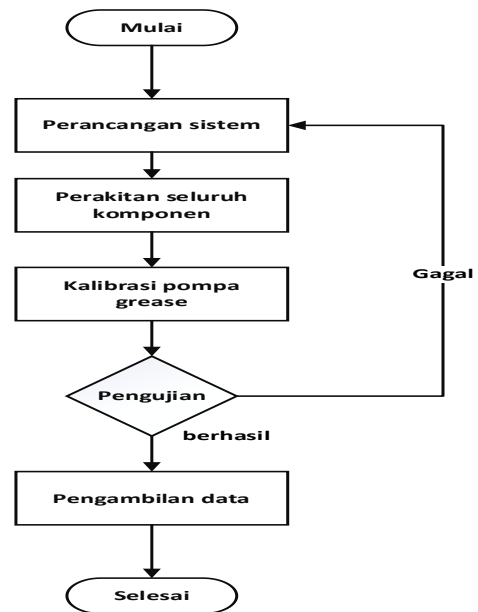 Mulai
Perancangan sistem
Perakitan seluruh
komponen
Kalibrasi pompa
grease
Gagal
Pengujian
berhasil
Pengambilan data
Selesai